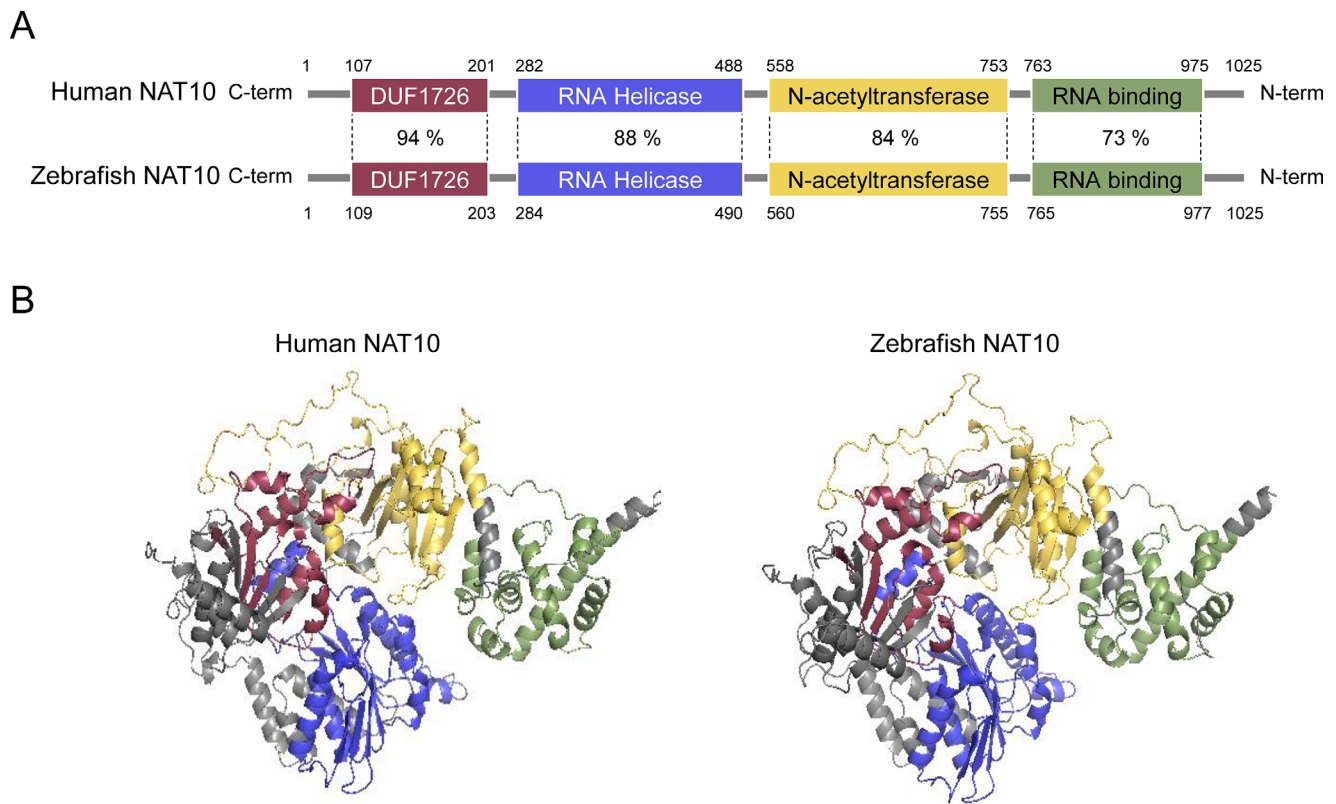 A
1 107 201 282 488 558 753 763 975 1025
Human NAT10 C-term DUF1726 RNA Helicase N-acetyltransferase RNA binding N-term
94 % 88 % 84 % 73 %
Zebrafish NAT10 C-term DUF1726 RNA Helicase N-acetyltransferase RNA binding N-term
1 109 203 284 490 560 755 765 977 1025
B
Human NAT10 Zebrafish NAT10